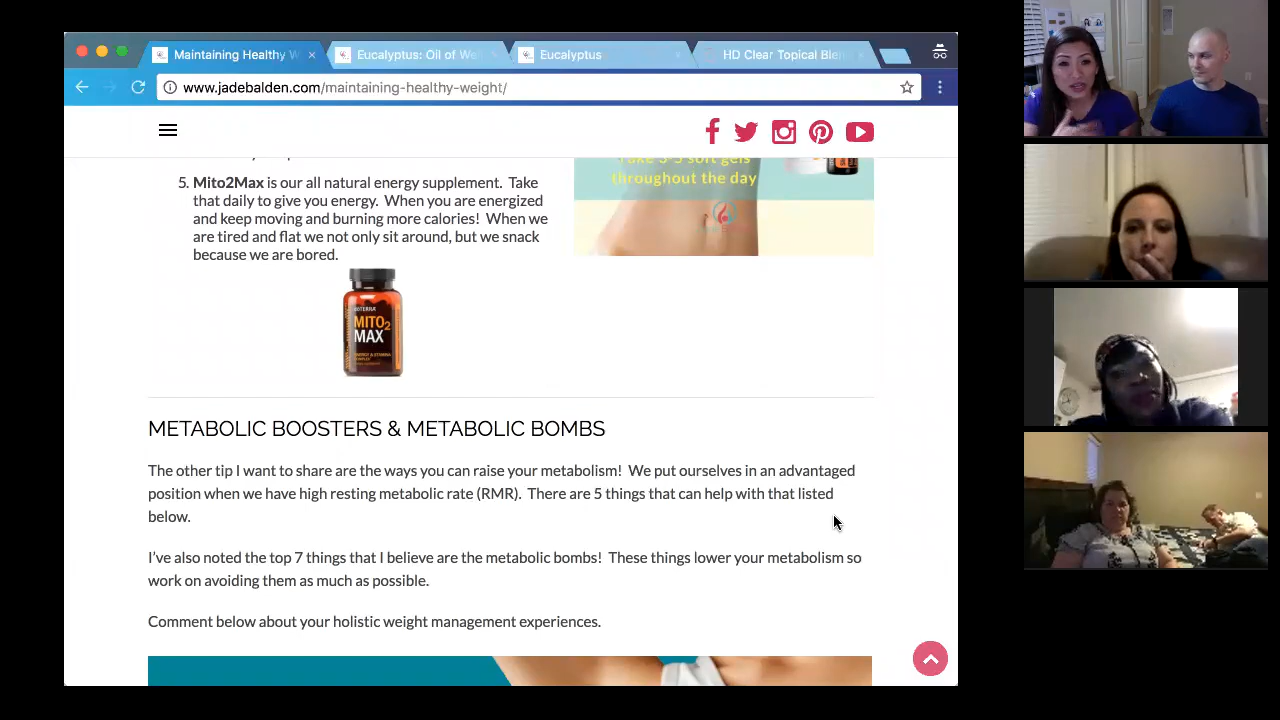 Maintaining Healthy W
Eucalyptus: Oil of We
Eucalyptus
HD Clear Topical Ble
www.jadebalden.com/maintaining-healthy-weight/
Take 3-5 soft gels
throughout the day
5. Mito2Max is our all natural energy supplement. Take
that daily to give you energy. When you are energized
and keep moving and burning more calories! When we
are tired and flat we not only sit around, but we snack
because we are bored.
MITO2
MAX
METABOLIC BOOSTERS & METABOLIC BOMBS
The other tip I want to share are the ways you can raise your metabolism! We put ourselves in an advantaged
position when we have high resting metabolic rate (RMR). There are 5 things that can help with that listed
below.
I've also noted the top 7 things that I believe are the metabolic bombs! These things lower your metabolism so
work on avoiding them as much as possible.
Comment below about your holistic weight management experiences.